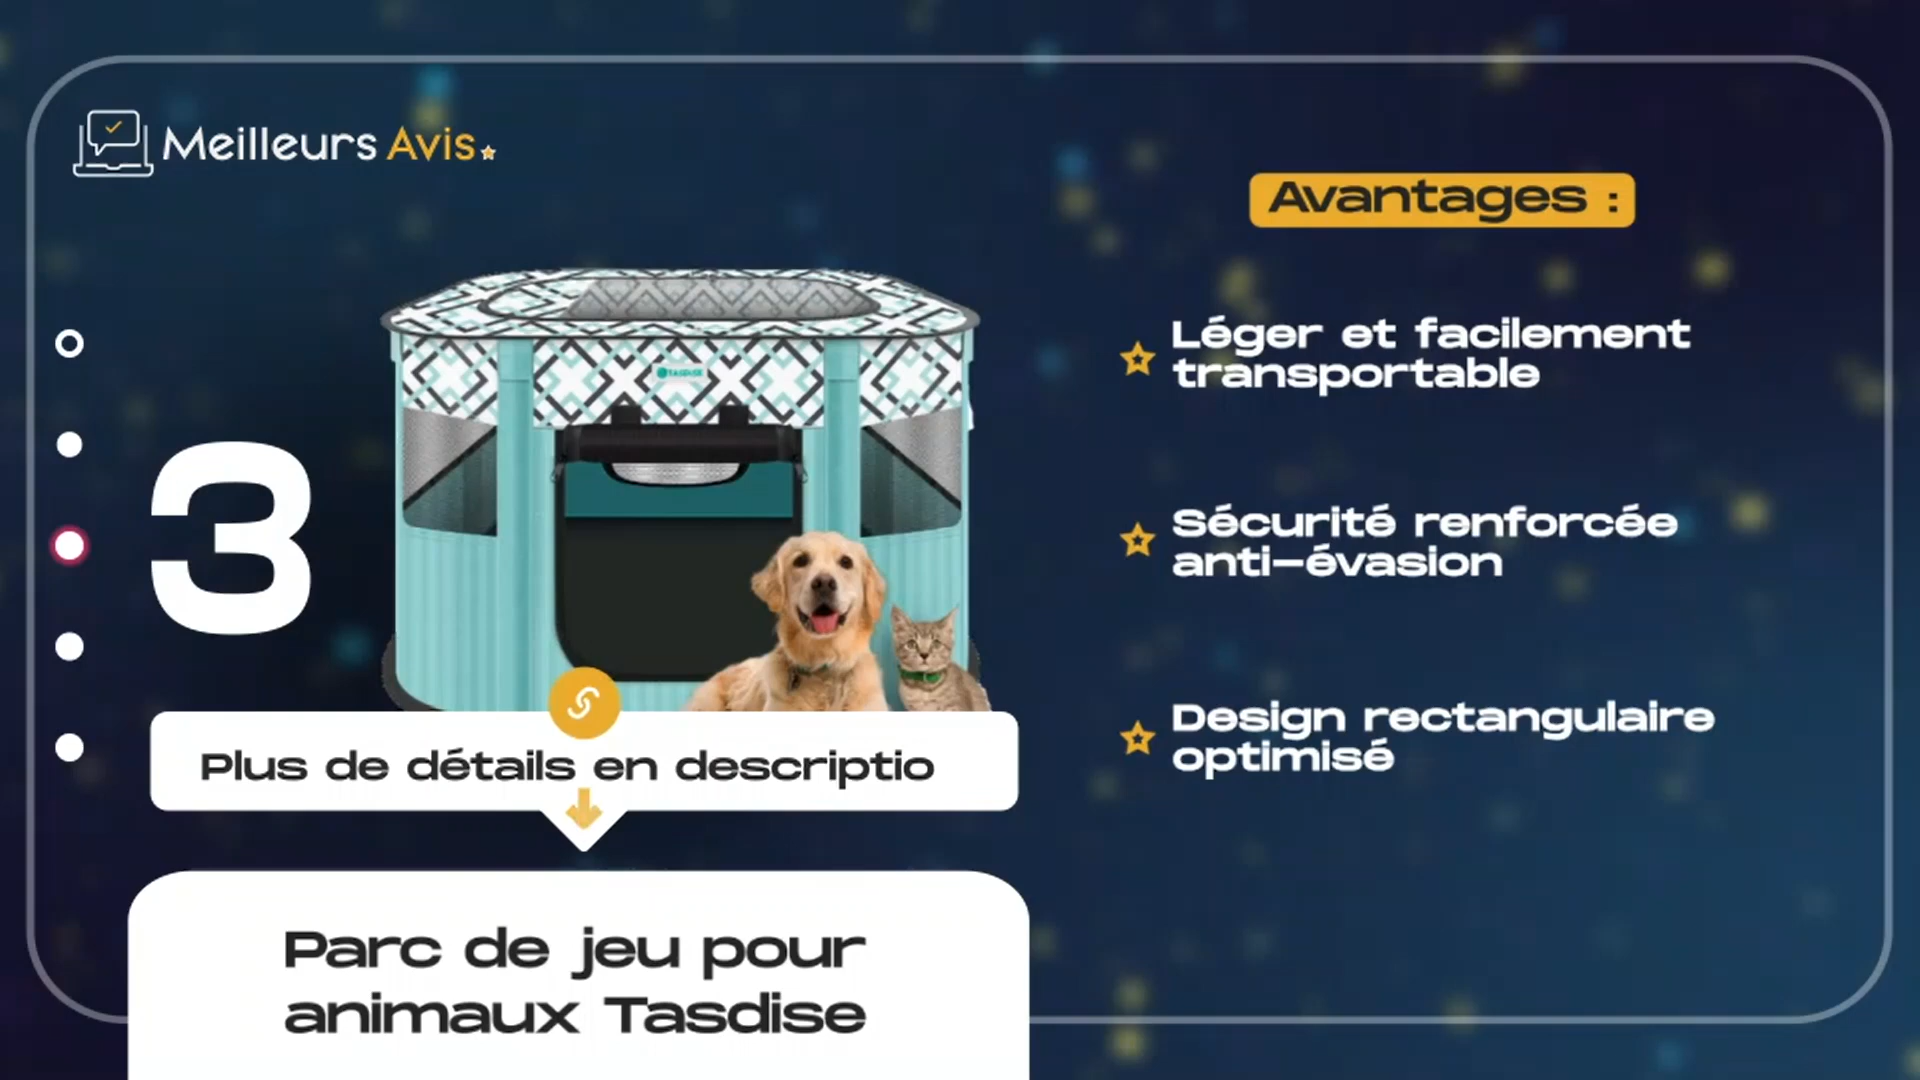 Meilleurs Avis
Avantages :
Léger et facilement
transportable
TASDISE
3
Sécurité renforcée
anti-évasion
Design rectangulaire
optimisé
Plus de détails en descriptio
Parc de jeu pour
animaux Tasdise